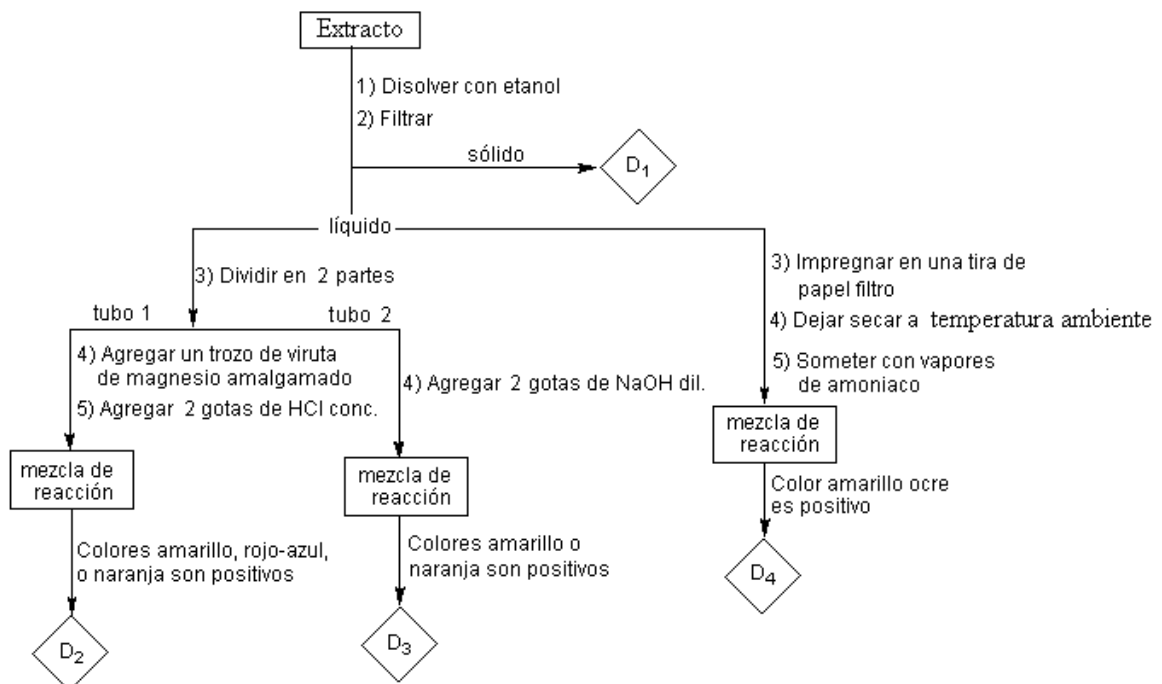 Extracto
1) Disolver con etanol
2) Filtrar
sólido
D1
líquido
3) Dividir en 2 partes
tubo 1
tubo 2
4) Agregar un trozo de viruta
de magnesio amalgamado
5) Agregar 2 gotas de HCl conc.
mezcla de
reacción
Colores amarillo, rojo-azul,
o naranja son positivos
D2
4) Agregar 2 gotas de NaOH dil.
mezcla de
reacción
Colores amarillo o
naranja son positivos
D3
3) Impregnar en una tira de
papel filtro
4) Dejar secar a temperatura ambiente
5) Someter con vapores
de amoniaco
mezcla de
reacción
Color amarillo ocre
es positivo
D4